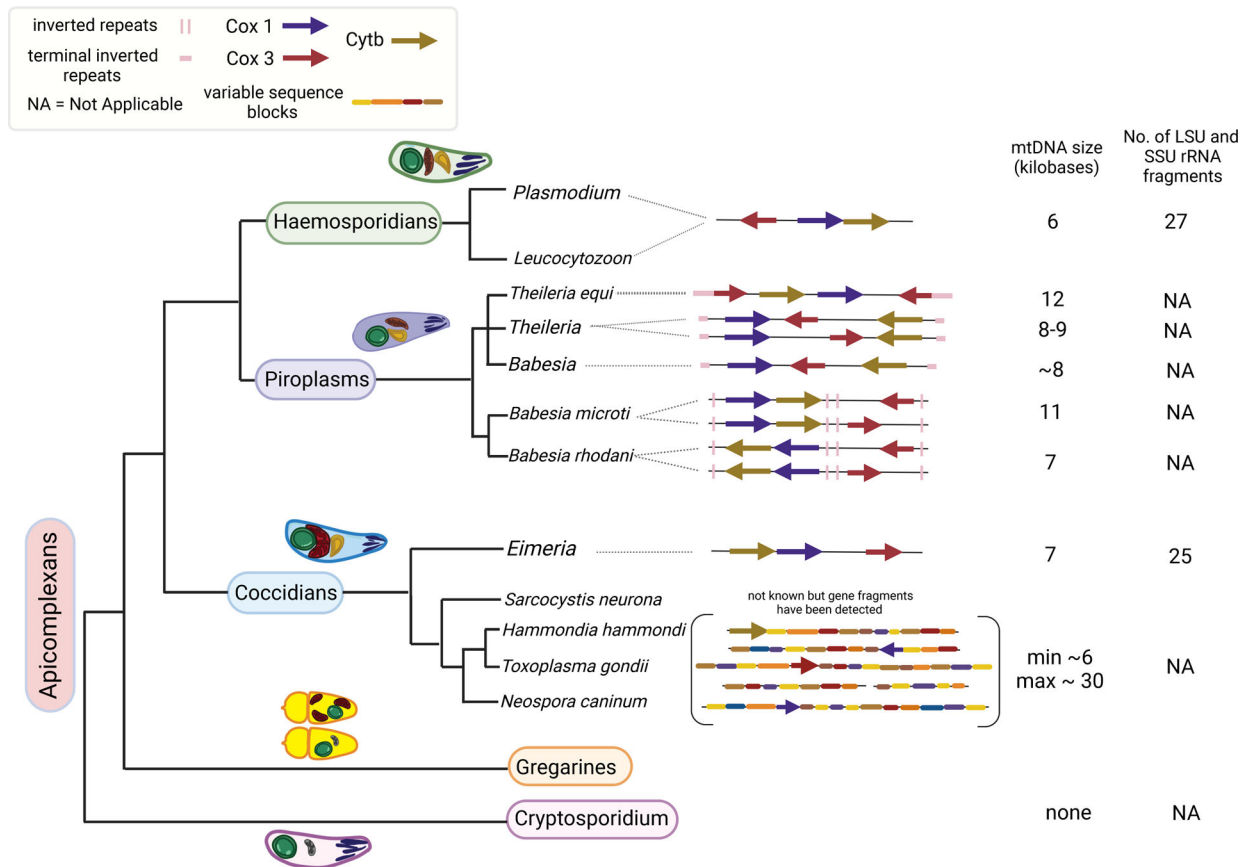 inverted repeats
Cox 1
Cytb
terminal inverted
repeats
Cox 3
NA = Not Applicable
variable sequence
blocks
mtDNA size
(kilobases)
No. of LSU and
SSU rRNA
fragments
Apicomplexans
Haemosporidians
Plasmodium
6
27
Leucocytozoon
Piroplasms
Theileria equi
12
NA
Theileria
8-9
NA
Babesia
~8
NA
Babesia microti
11
NA
Babesia rhodani
7
NA
Coccidians
Eimeria
7
25
Sarcocystis neurona
not known but gene fragments
have been detected
Hammondia hammondi
Toxoplasma gondii
Neospora caninum
min ~6
max ~ 30
NA
Gregarines
Cryptosporidium
none
NA